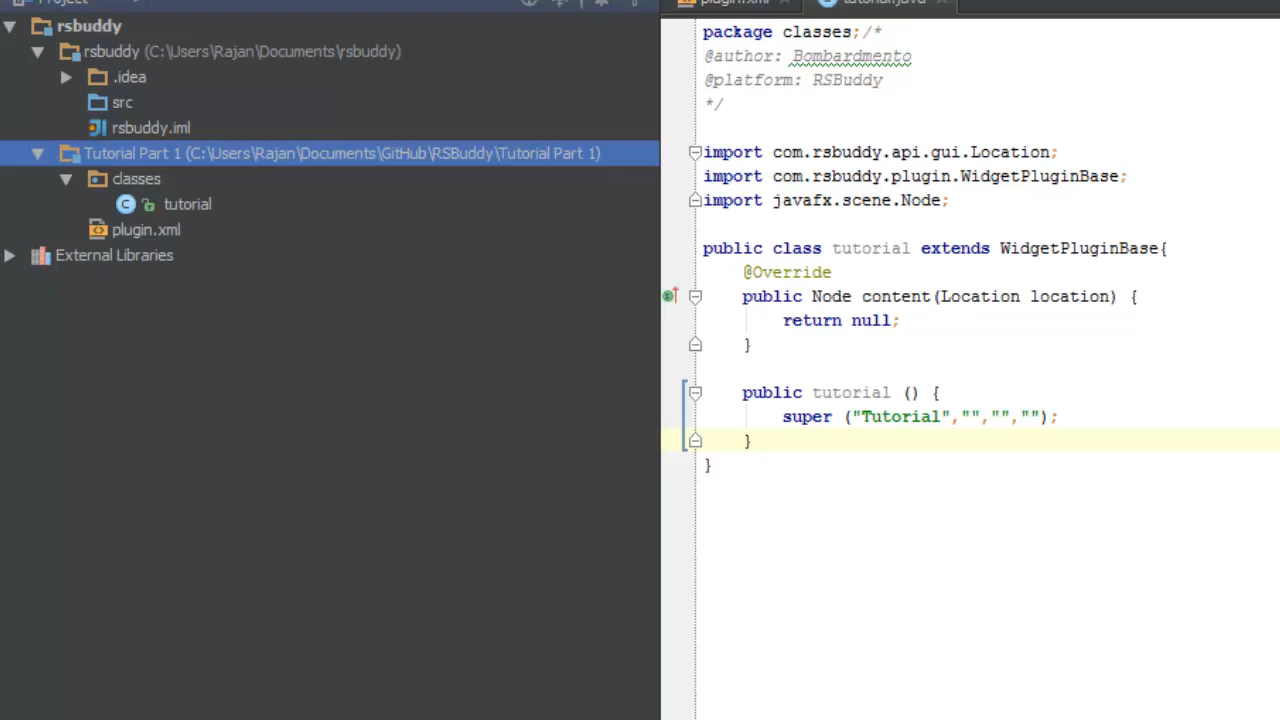 Project
rsbuddy
rsbuddy (C:\Users\Rajan\Documents\rsbuddy)
.idea
src
rsbuddy.iml
Tutorial Part 1 (C:\Users\Rajan\Documents\GitHub\RSBuddy\Tutorial Part 1)
classes
tutorial
plugin.xml
External Libraries
plugin.xml
tutorial.java
package classes;/*
@author: Bombardmento
@platform: RSBuddy
*/
import com.rsbuddy.api.gui.Location;
import com.rsbuddy.plugin.WidgetPluginBase;
import javafx.scene.Node;
public class tutorial extends WidgetPluginBase{
@Override
public Node content(Location location) {
return null;
}
public tutorial () {
super ("Tutorial","","","");
}
}